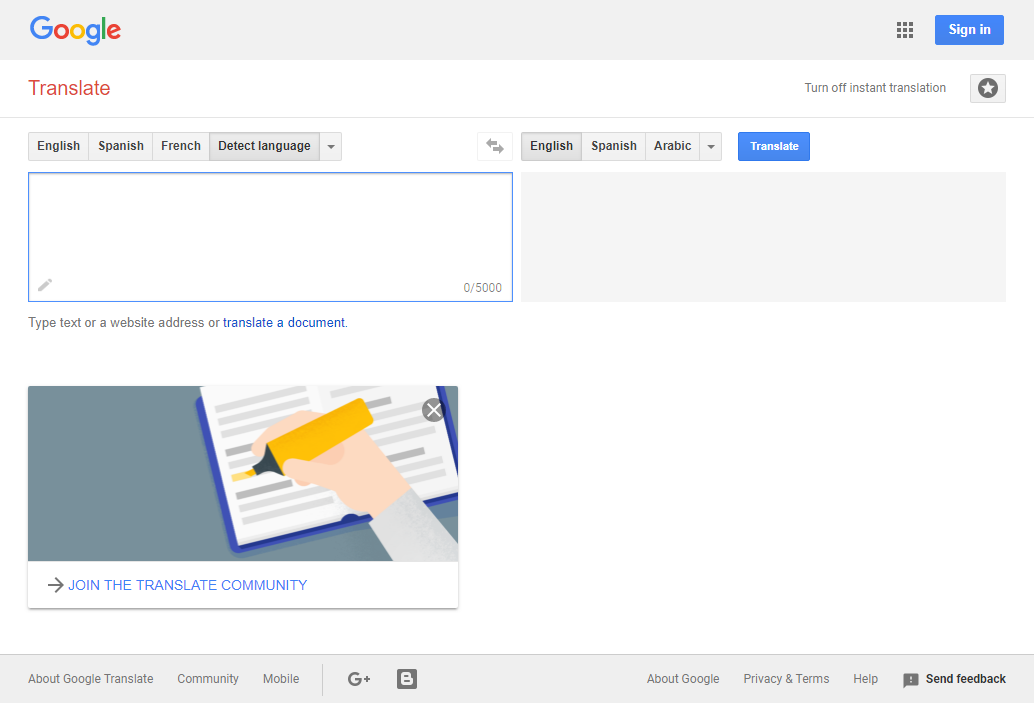 Google
Sign in
Translate
Turn off instant translation
English Spanish French Detect language
English Spanish Arabic
Translate
0/5000
Type text or a website address or translate a document.
JOIN THE TRANSLATE COMMUNITY
About Google Translate Community Mobile G+ B
About Google Privacy & Terms Help Send feedback